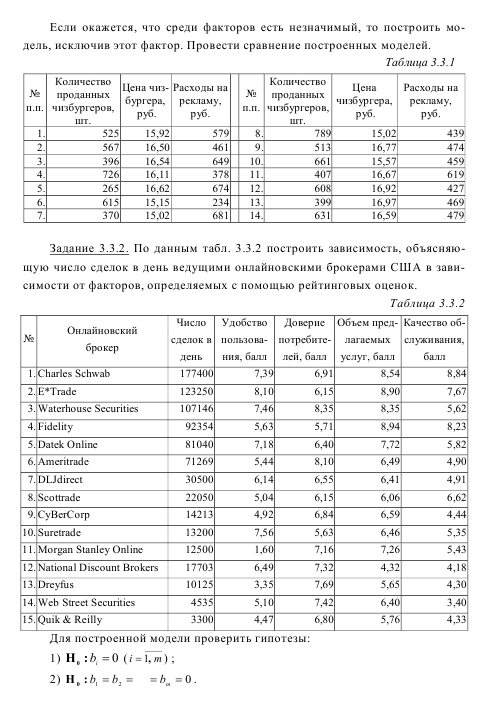 Если окажется, что среди факторов есть незначимый, то построить мо-
дель, исключив этот фактор. Провести сравнение построенных моделей.
Таблица 3.3.1
№ п.п. Количество проданных чизбургеров, шт. Цена чиз-бургера, руб. Расходы на рекламу, руб. № п.п. Количество проданных чизбургеров, шт. Цена чизбургера, руб. Расходы на рекламу, руб.
1. 525 15,92 579 8. 789 15,02 439
2. 567 16,50 461 9. 513 16,77 474
3. 396 16,54 649 10. 661 15,57 459
4. 726 16,11 378 11. 407 16,67 619
5. 265 16,62 674 12. 608 16,92 427
6. 615 15,15 234 13. 399 16,97 469
7. 370 15,02 681 14. 631 16,59 479
Задание 3.3.2. По данным табл. 3.3.2 построить зависимость, объясняю-
щую число сделок в день ведущими онлайновскими брокерами США в зави-
симости от факторов, определяемых с помощью рейтинговых оценок.
Таблица 3.3.2
№ Онлайновский брокер Число сделок в день Удобство пользова-ния, балл Доверие потребите-лей, балл Объем пред-лагаемых услуг, балл Качество об-служивания, балл
1. Charles Schwab 177400 7,39 6,91 8,54 8,84
2. E*Trade 123250 8,10 6,15 8,90 7,67
3. Waterhouse Securities 107146 7,46 8,35 8,35 5,62
4. Fidelity 92354 5,63 5,71 8,94 8,23
5. Datek Online 81040 7,18 6,40 7,72 5,82
6. Ameritrade 71269 5,44 8,10 6,49 4,90
7. DLJdirect 30500 6,14 6,55 6,41 4,91
8. Scottrade 22050 5,04 6,15 6,06 6,62
9. CyBerCorp 14213 4,92 6,84 6,59 4,44
10. Suretrade 13200 7,56 5,63 6,46 5,35
11. Morgan Stanley Online 12500 1,60 7,16 7,26 5,43
12. National Discount Brokers 17703 6,49 7,32 4,32 4,18
13. Dreyfus 10125 3,35 7,69 5,65 4,30
14. Web Street Securities 4535 5,10 7,42 6,40 3,40
15. Quik & Reilly 3300 4,47 6,80 5,76 4,33
Для построенной модели проверить гипотезы:
1) H₀ : bᵢ = 0 ( i = 1, m ) ;
2) H₀ : b₁ = b₂ = = bₘ = 0 .